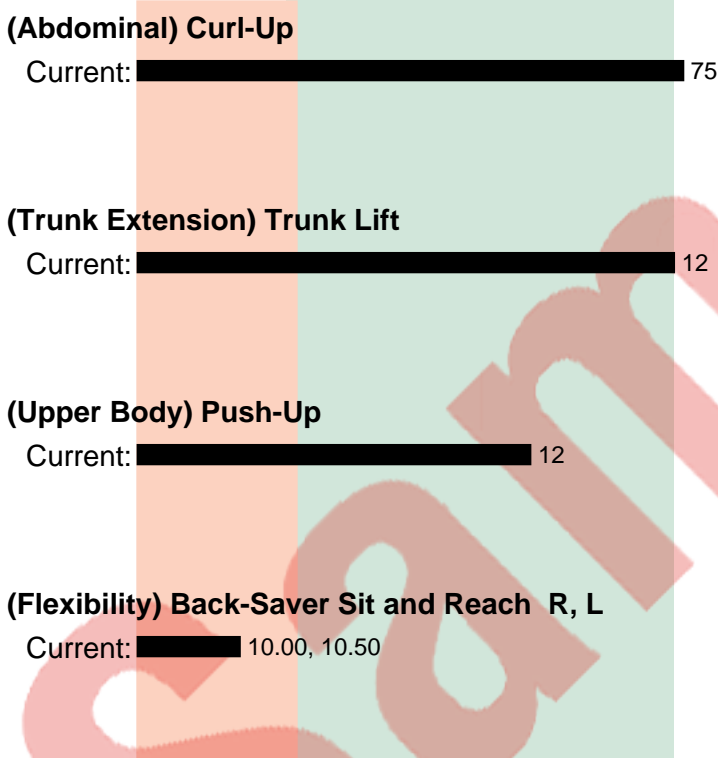 (Abdominal) Curl-Up
Current: 75
(Trunk Extension) Trunk Lift
Current: 12
(Upper Body) Push-Up
Current: 12
(Flexibility) Back-Saver Sit and Reach R, L
Current: 10.00, 10.50